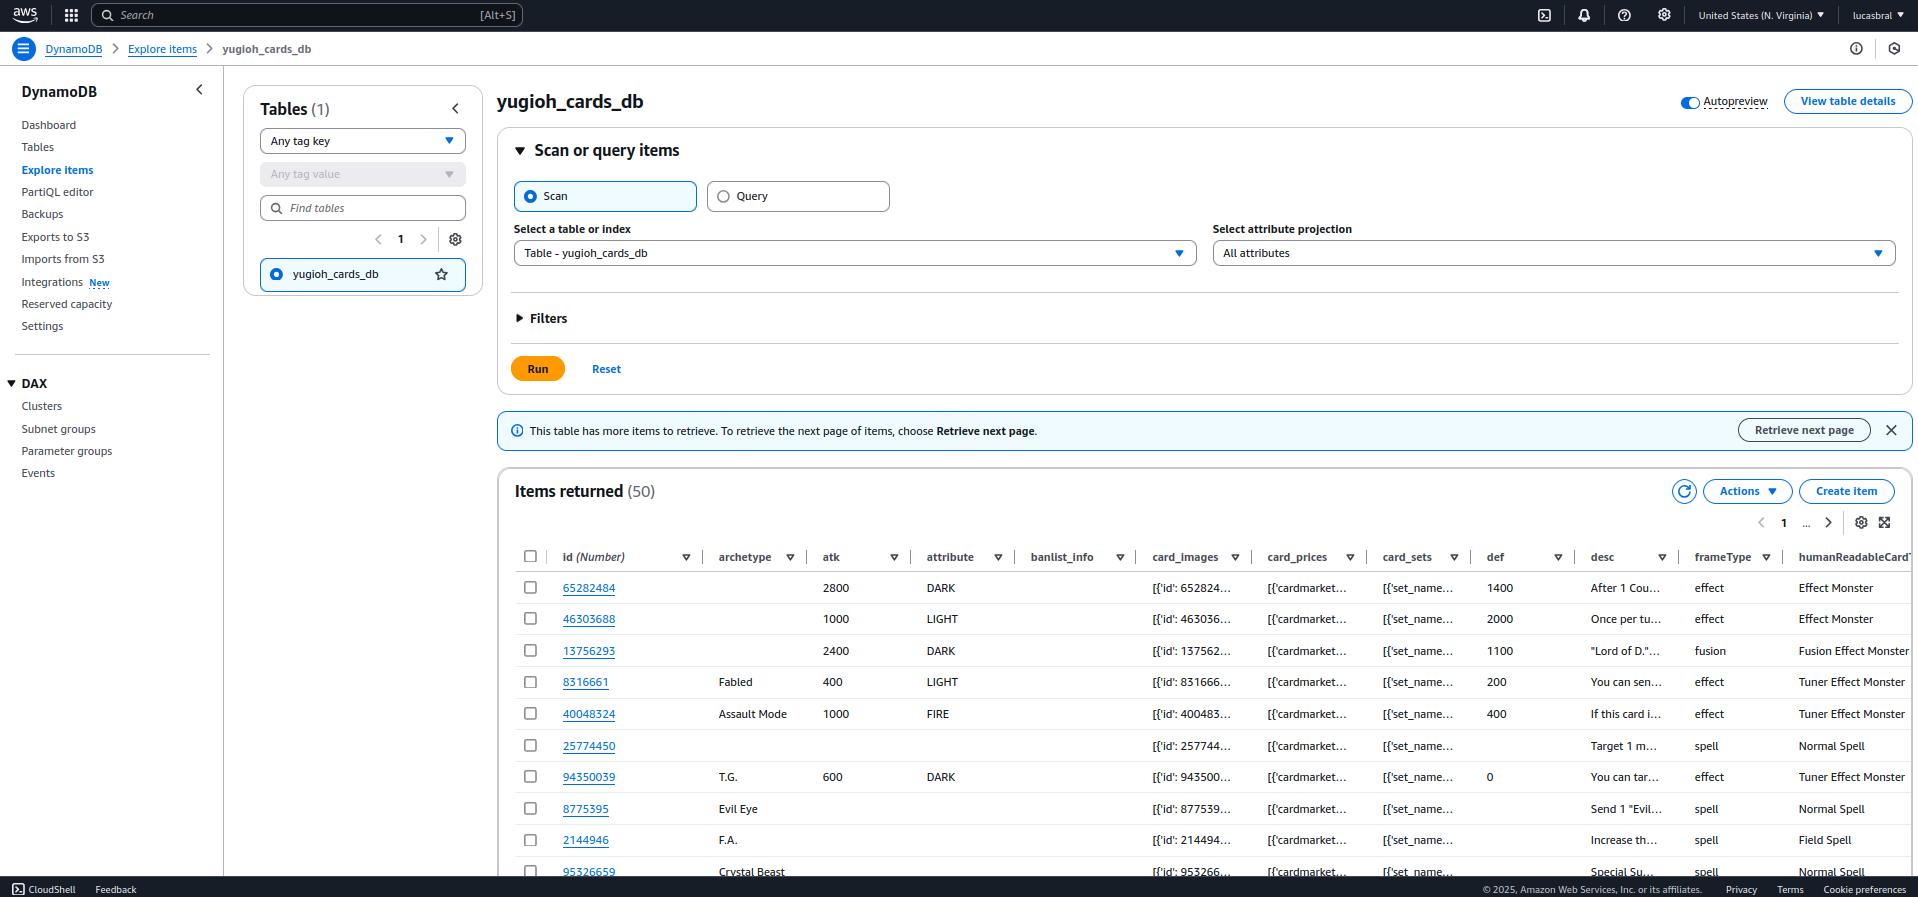 aws
Search [Alt+S]
United States (N. Virginia)
lucasbral
DynamoDB
Explore items
yugioh_cards_db
DynamoDB
Dashboard
Tables
Explore items
PartiQL editor
Backups
Exports to S3
Imports from S3
Integrations New
Reserved capacity
Settings
DAX
Clusters
Subnet groups
Parameter groups
Events
Tables (1)
Any tag key
Any tag value
Find tables
1
yugioh_cards_db
yugioh_cards_db
Autopreview
View table details
Scan or query items
Scan
Query
Select a table or index
Table - yugioh_cards_db
Select attribute projection
All attributes
Filters
Run
Reset
This table has more items to retrieve. To retrieve the next page of items, choose Retrieve next page.
Retrieve next page
Items returned (50)
Actions
Create item
1 ...
id (Number) archetype atk attribute banlist_info card_images card_prices card_sets def desc frameType humanReadableCardT
65282484 2800 DARK [{'id': 652824... [{'cardmarket... [{'set_name... 1400 After 1 Cou... effect Effect Monster
46303688 1000 LIGHT [{'id': 463036... [{'cardmarket... [{'set_name... 2000 Once per tu... effect Effect Monster
13756293 2400 DARK [{'id': 137562... [{'cardmarket... [{'set_name... 1100 "Lord of D."... fusion Fusion Effect Monster
8316661 Fabled 400 LIGHT [{'id': 831666... [{'cardmarket... [{'set_name... 200 You can sen... effect Tuner Effect Monster
40048324 Assault Mode 1000 FIRE [{'id': 400483... [{'cardmarket... [{'set_name... 400 If this card i... effect Tuner Effect Monster
25774450 [{'id': 257744... [{'cardmarket... [{'set_name... Target 1 m... spell Normal Spell
94350039 T.G. 600 DARK [{'id': 943500... [{'cardmarket... [{'set_name... 0 You can tar... effect Tuner Effect Monster
8775395 Evil Eye [{'id': 877539... [{'cardmarket... [{'set_name... Send 1 "Evil... spell Normal Spell
2144946 F.A. [{'id': 214494... [{'cardmarket... [{'set_name... Increase th... spell Field Spell
95326659 Crystal Beast [{'id': 953266... [{'cardmarket... [{'set_name... Special Su... spell Normal Spell
CloudShell
Feedback
© 2025, Amazon Web Services, Inc. or its affiliates.
Privacy
Terms
Cookie preferences